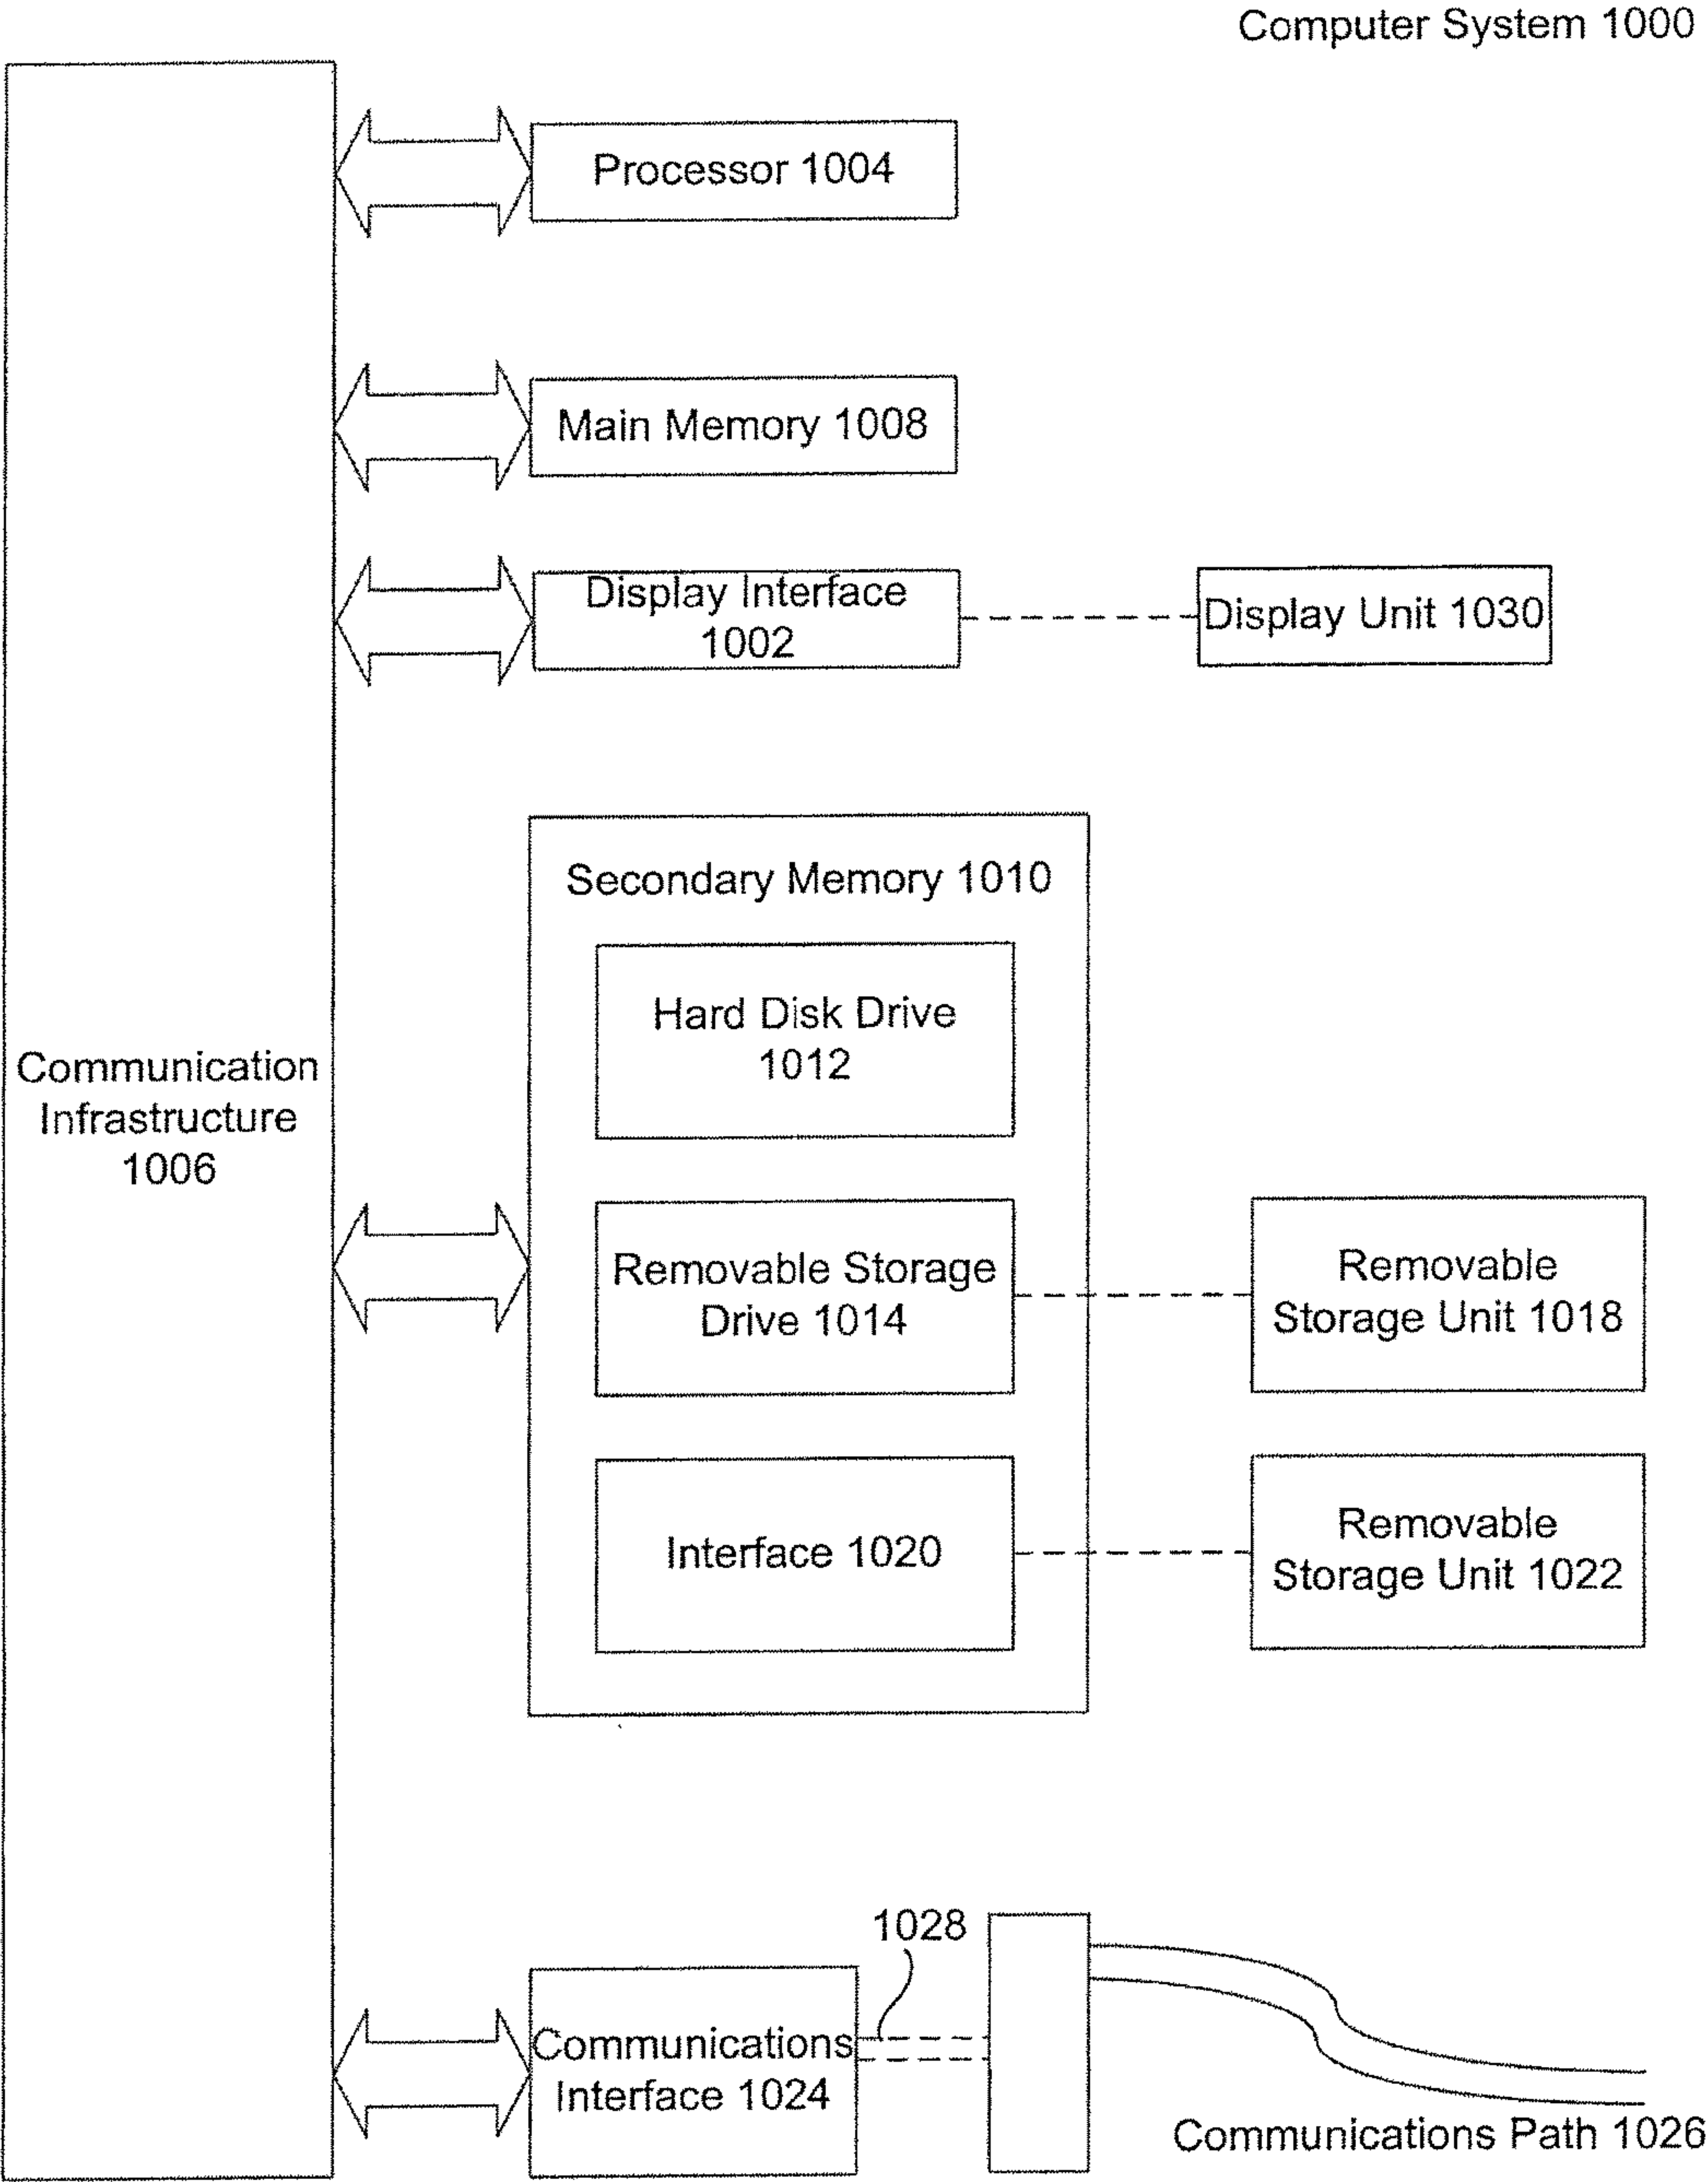 Computer System 1000
Processor 1004
Main Memory 1008
Display Interface
1002
Display Unit 1030
Secondary Memory 1010
Hard Disk Drive
1012
Communication
Infrastructure
1006
Removable Storage
Drive 1014
Removable
Storage Unit 1018
Interface 1020
Removable
Storage Unit 1022
1028
Communications
Interface 1024
Communications Path 1026